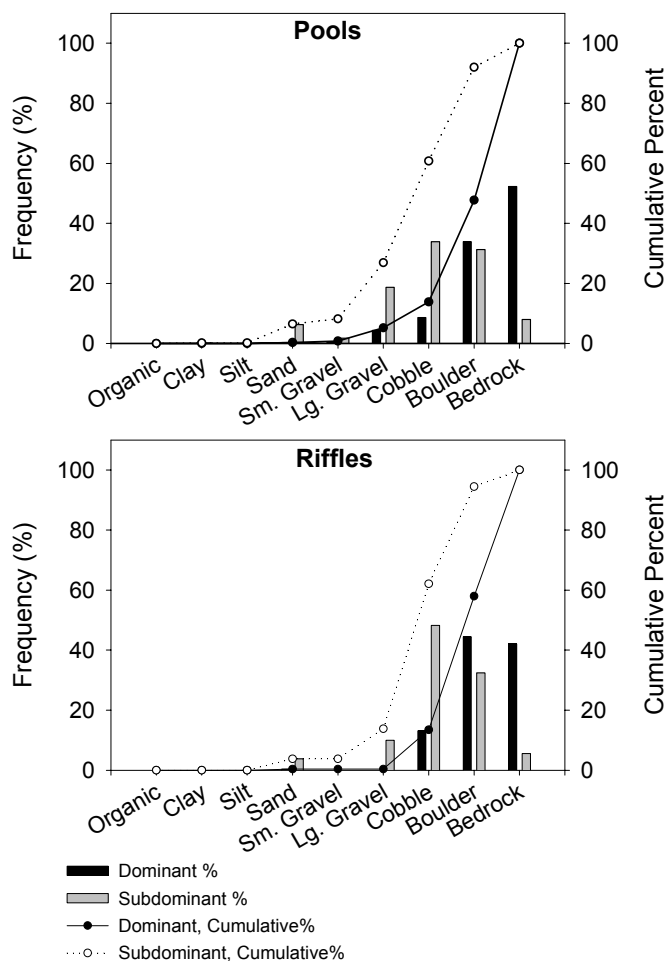 Pools
100 100
80 80
60 60
40 40
20 20
0 0
Frequency (%)
Cumulative Percent
Organic
Clay
Silt
Sand
Sm. Gravel
Lg. Gravel
Cobble
Boulder
Bedrock
Riffles
100 100
80 80
60 60
40 40
20 20
0 0
Frequency (%)
Cumulative Percent
Organic
Clay
Silt
Sand
Sm. Gravel
Lg. Gravel
Cobble
Boulder
Bedrock
Dominant %
Subdominant %
Dominant, Cumulative%
Subdominant, Cumulative%